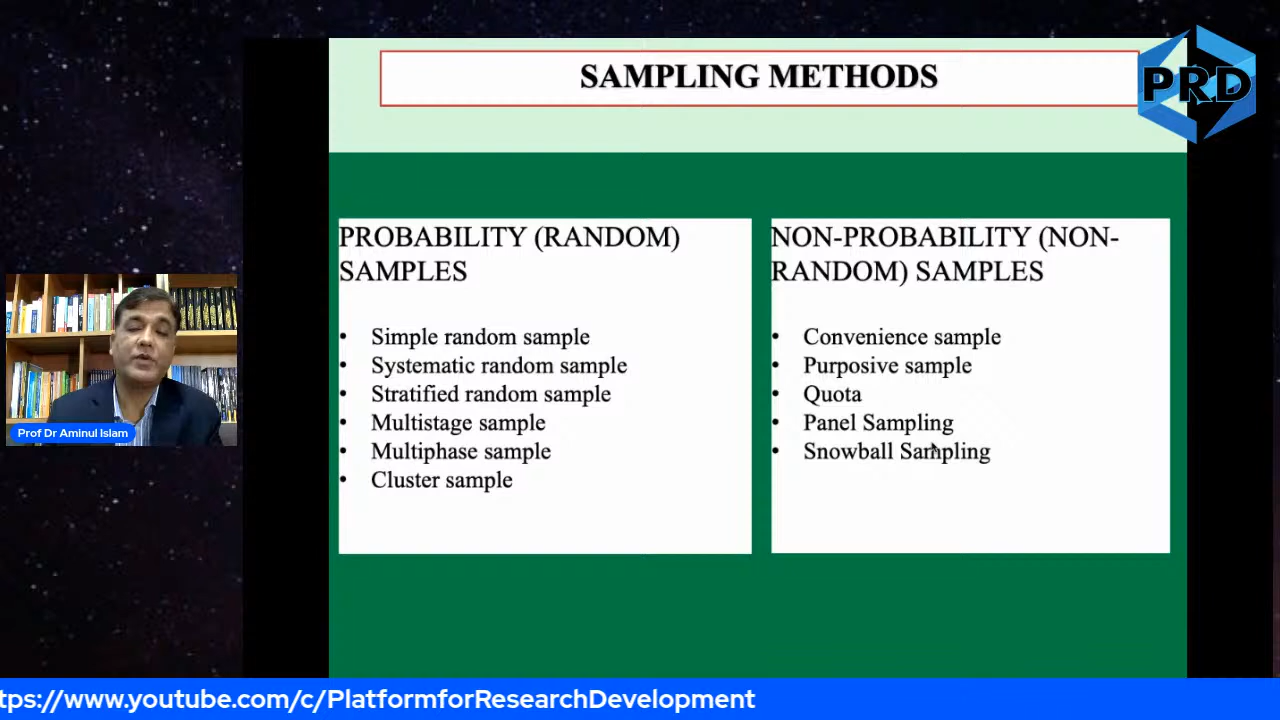 SAMPLING METHODS
PRD
PROBABILITY (RANDOM)
SAMPLES
• Simple random sample
• Systematic random sample
• Stratified random sample
• Multistage sample
• Multiphase sample
• Cluster sample
NON-PROBABILITY (NON-
RANDOM) SAMPLES
• Convenience sample
• Purposive sample
• Quota
• Panel Sampling
• Snowball Sampling
Prof Dr Aminul Islam
tps://www.youtube.com/c/PlatformforResearchDevelopment